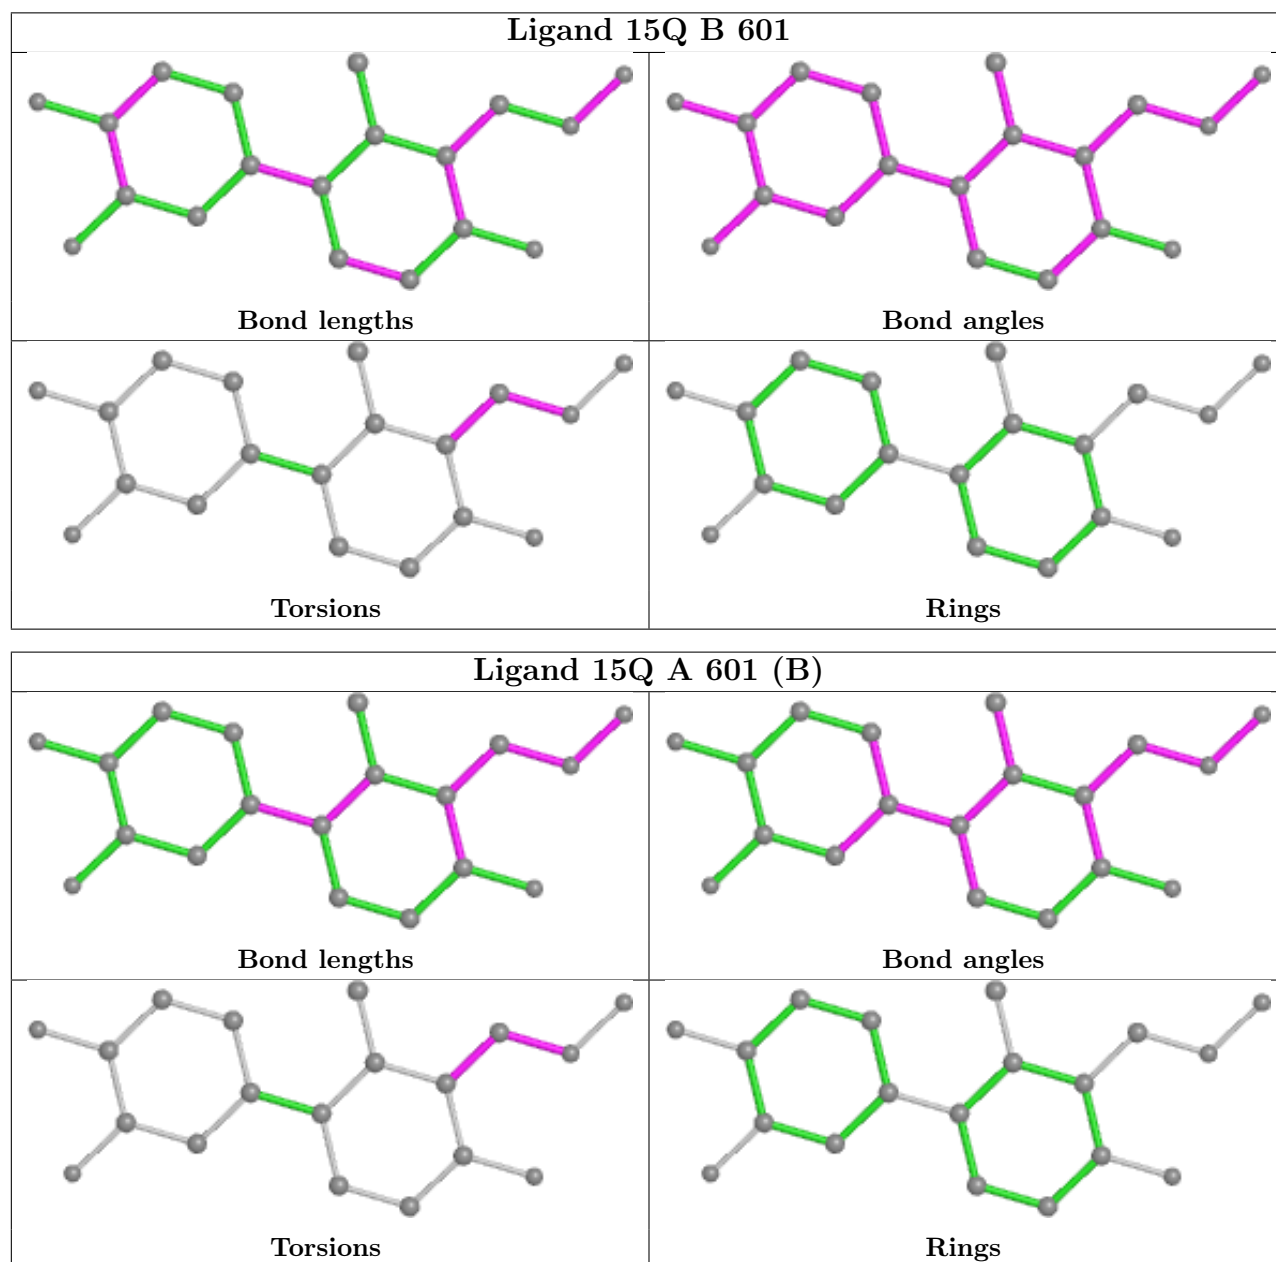 Ligand 15Q B 601
Bond lengths
Bond angles
Torsions
Rings
Ligand 15Q A 601 (B)
Bond lengths
Bond angles
Torsions
Rings